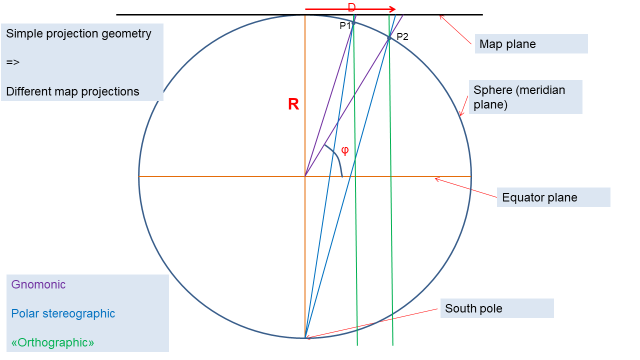 D
Simple projection geometry
=>
Different map projections
P1
P2
Map plane
R
Sphere (meridian
plane)
φ
Equator plane
Gnomonic
Polar stereographic
«Orthographic»
South pole